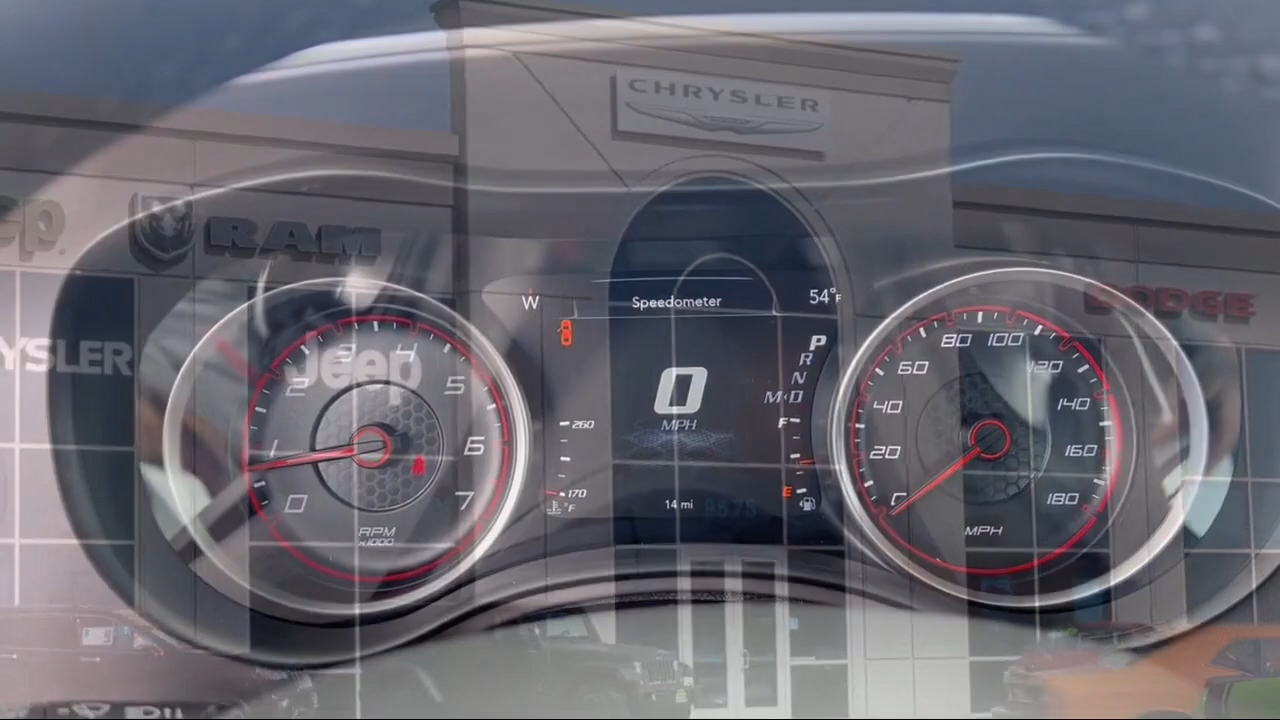 CHRYSLER
RAM
DODGE
YSLER
Jeep
W Speedometer 54°F
P
R
N
M D
0
MPH
260
170
°F
F
E
14 mi
0 1 2 3 4 5 6 7
RPM
x1000
20 40 60 80 100 120 140 160 180
MPH